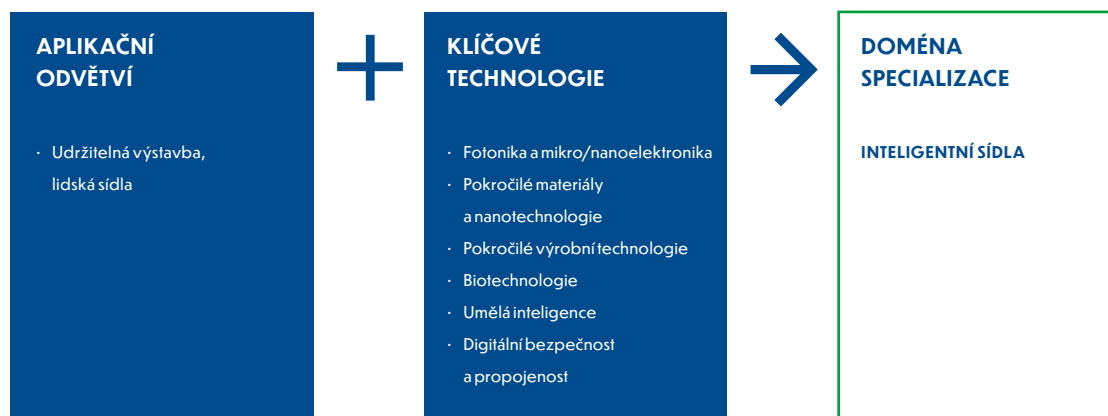 APLIKAČNÍ
ODVĚTVÍ
· Udržitelná výstavba,
lidská sídla
KLÍČOVÉ
TECHNOLOGIE
· Fotonika a mikro/nanoelektronika
· Pokročilé materiály
a nanotechnologie
· Pokročilé výrobní technologie
· Biotechnologie
· Umělá inteligence
· Digitální bezpečnost
a propojenost
DOMÉNA
SPECIALIZACE
INTELIGENTNÍ SÍDLA